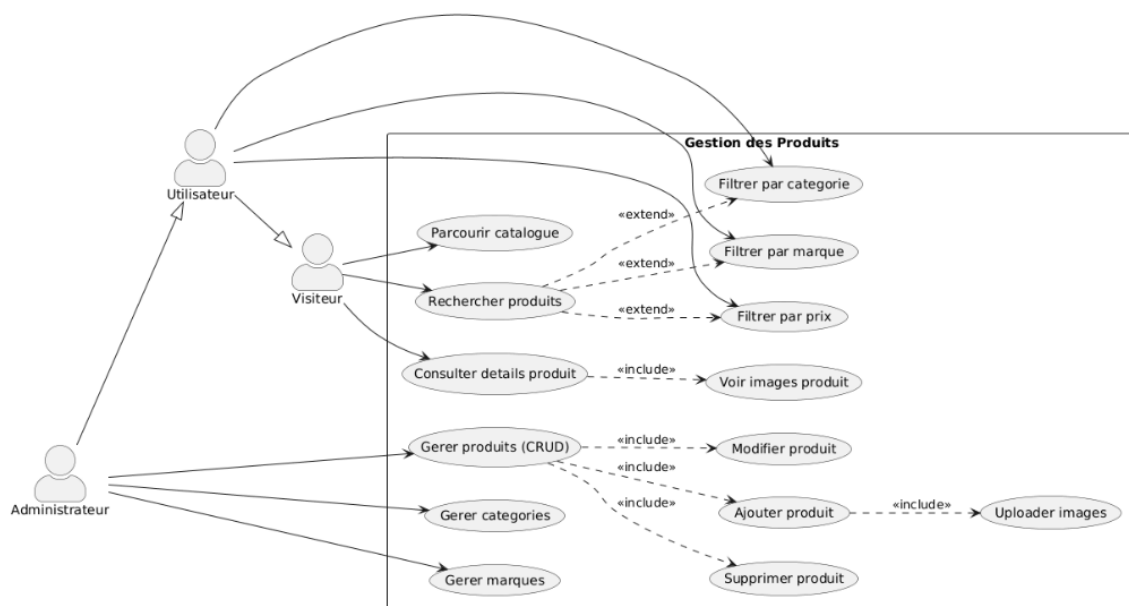 Gestion des Produits
Utilisateur
Filtrer par categorie
«extend»
Parcourir catalogue
Filtrer par marque
«extend»
Visiteur
Rechercher produits
«extend»
Filtrer par prix
Consulter details produit
«include»
Voir images produit
Gerer produits (CRUD)
«include»
Modifier produit
«include»
Administrateur
«include»
Gerer categories
Ajouter produit
«include»
Uploader images
Gerer marques
Supprimer produit